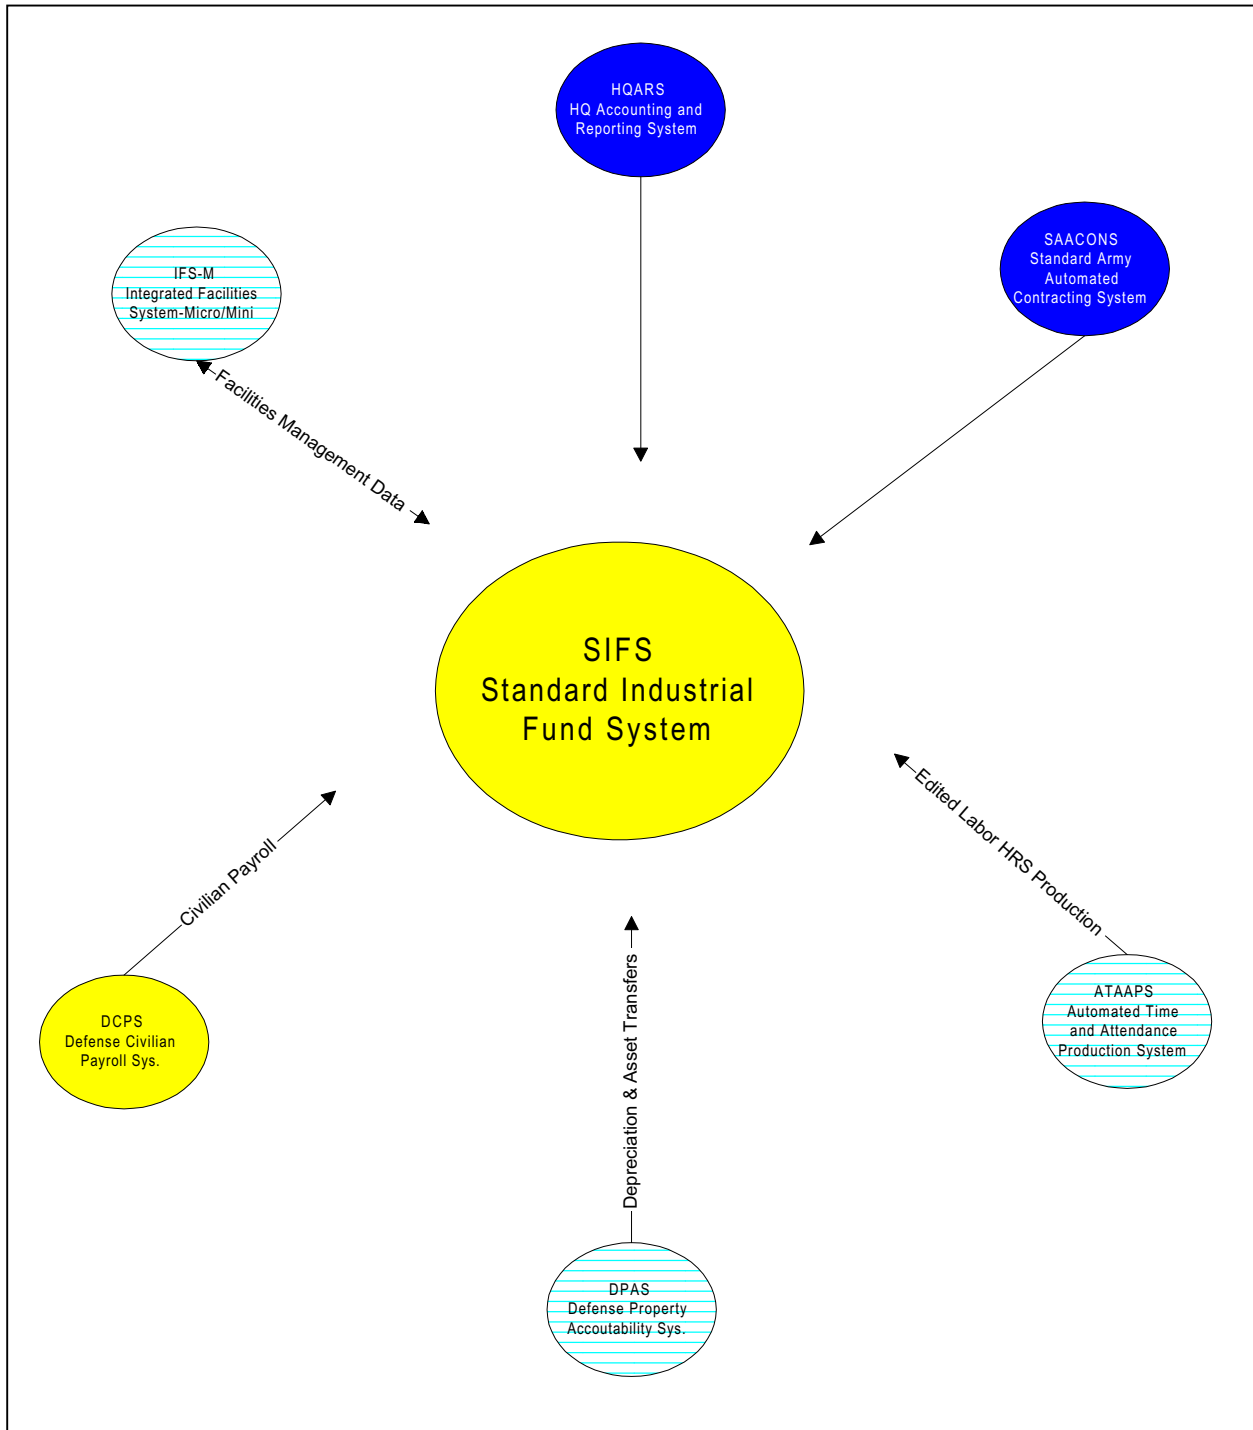 HQARS
HQ Accounting and
Reporting System
SAACONS
Standard Army
Automated
Contracting System
IFS-M
Integrated Facilities
System-Micro/Mini
Facilities Management Data
SIFS
Standard Industrial
Fund System
Edited Labor HRS Production
Civilian Payroll
Depreciation & Asset Transfers
DCPS
Defense Civilian
Payroll Sys.
ATAAPS
Automated Time
and Attendance
Production System
DPAS
Defense Property
Accoutability Sys.